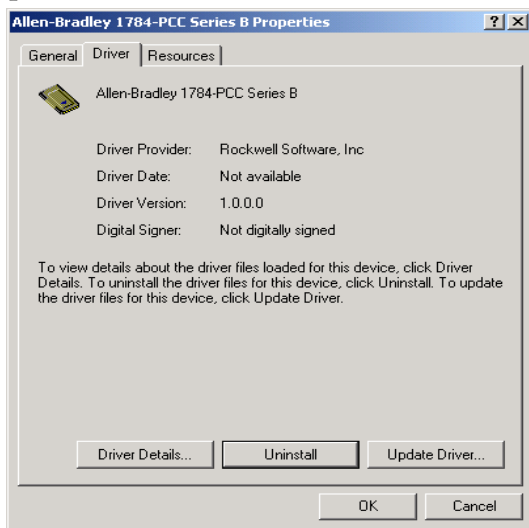 Allen-Bradley 1784-PCC Series B Properties
General Driver Resources
Allen-Bradley 1784-PCC Series B
Driver Provider: Rockwell Software, Inc
Driver Date: Not available
Driver Version: 1.0.0.0
Digital Signer: Not digitally signed
To view details about the driver files loaded for this device, click Driver
Details. To uninstall the driver files for this device, click Uninstall. To update
the driver files for this device, click Update Driver.
Driver Details... Uninstall Update Driver...
OK Cancel